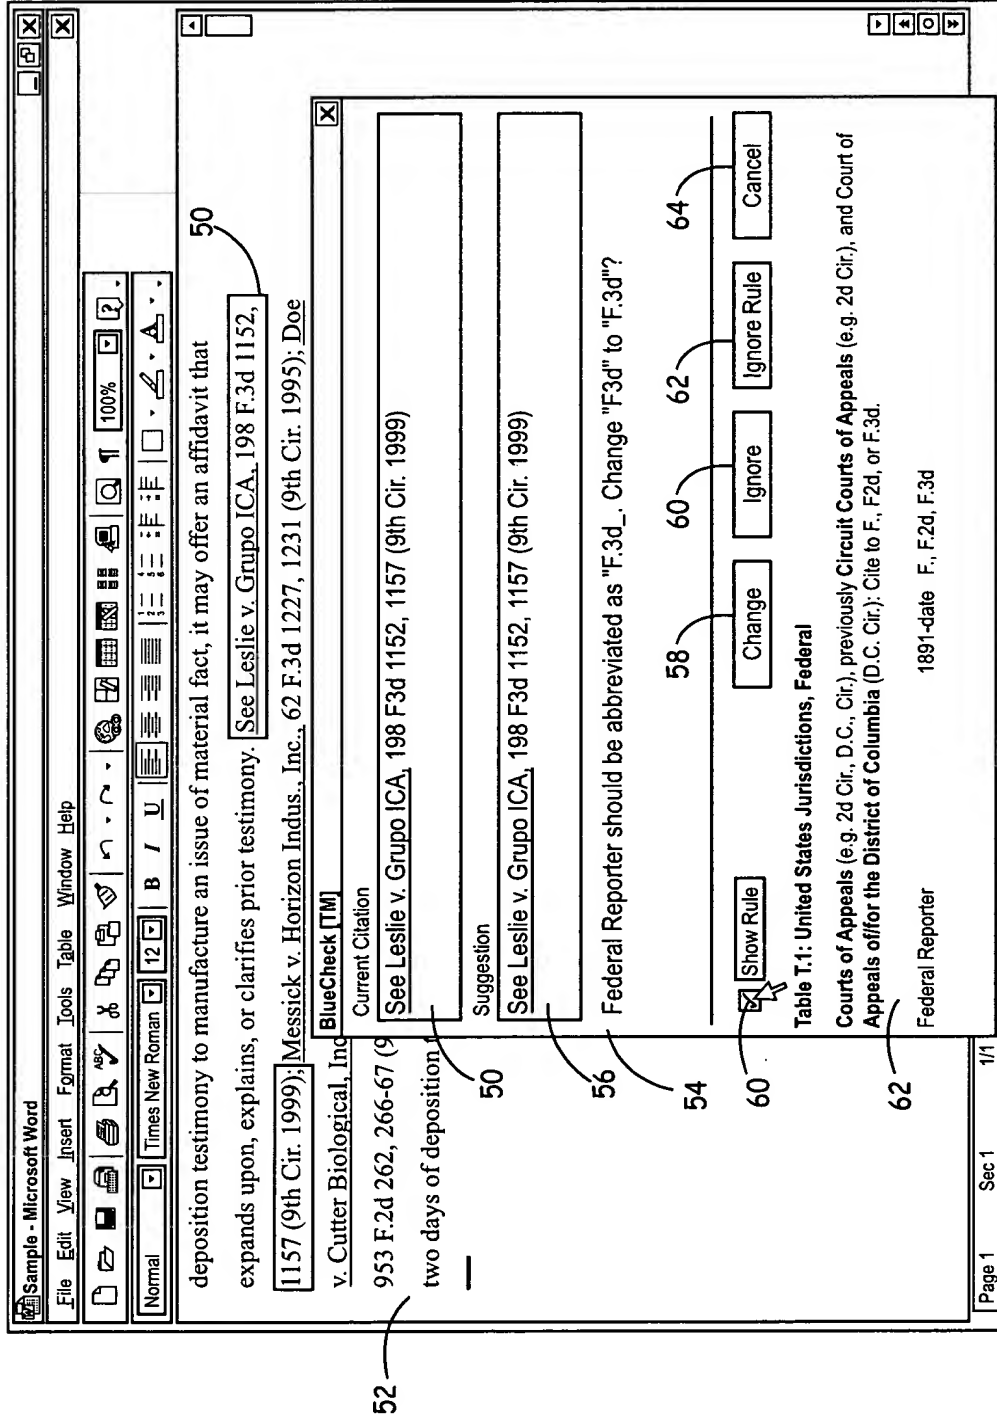 Sample - Microsoft Word
File Edit View Insert Format Tools Table Window Help
100%
Normal Times New Roman 12 B I U A
deposition testimony to manufacture an issue of material fact, it may offer an affidavit that
expands upon, explains, or clarifies prior testimony. See Leslie v. Grupo ICA, 198 F.3d 1152,
50
1157 (9th Cir. 1999); Messick v. Horizon Indus., Inc., 62 F.3d 1227, 1231 (9th Cir. 1995); Doe
v. Cutter Biological, Inc
953 F.2d 262, 266-67 (9
two days of deposition t
52
BlueCheck [TM]
Current Citation
See Leslie v. Grupo ICA, 198 F3d 1152, 1157 (9th Cir. 1999)
50
Suggestion
See Leslie v. Grupo ICA, 198 F3d 1152, 1157 (9th Cir. 1999)
56
Federal Reporter should be abbreviated as "F.3d_. Change "F3d" to "F.3d"?
54
58 60 62 64
Show Rule Change Ignore Ignore Rule Cancel
60
Table T.1: United States Jurisdictions, Federal
Courts of Appeals (e.g. 2d Cir., D.C., Cir.), previously Circuit Courts of Appeals (e.g. 2d Cir.), and Court of
Appeals of/for the District of Columbia (D.C. Cir.): Cite to F., F2d, or F.3d.
62
Federal Reporter 1891-date F., F.2d, F.3d
Page 1 Sec 1 1/1